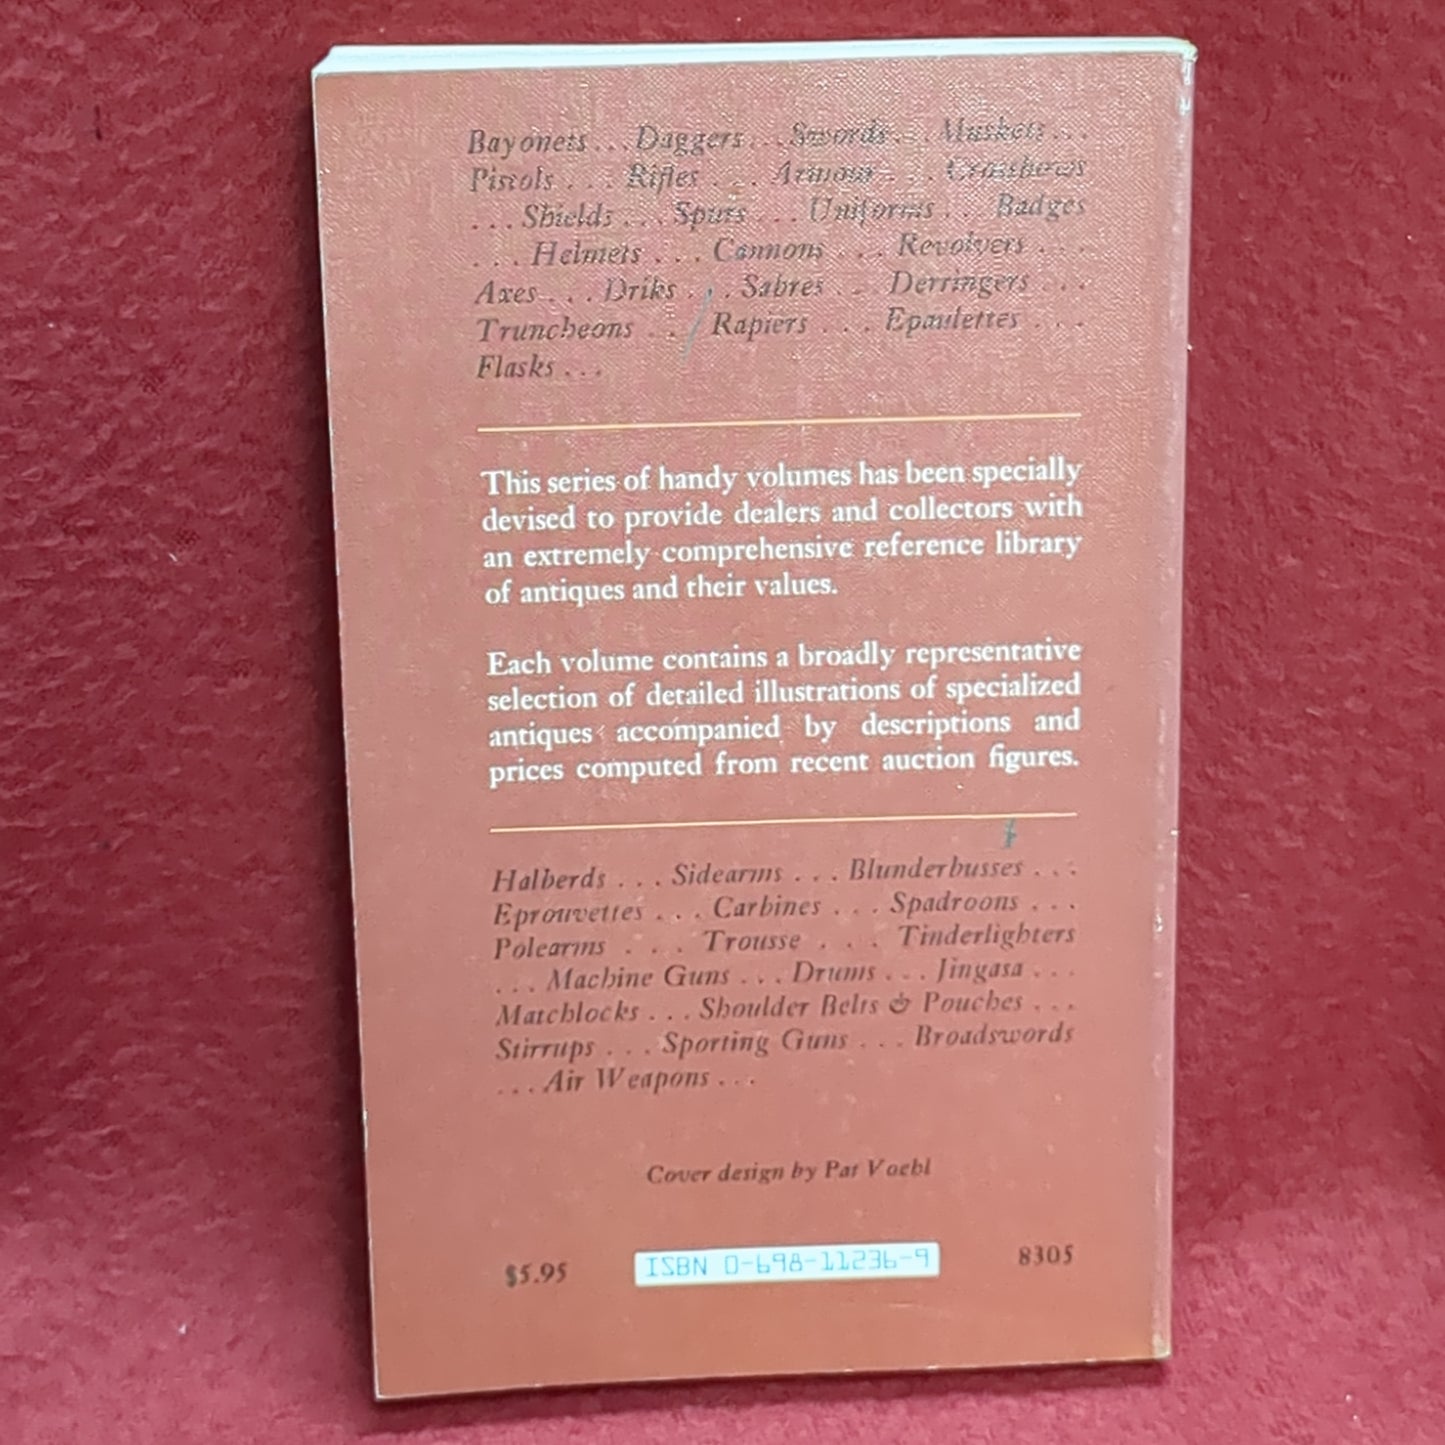 Bayonets . . . Daggers . . . Swords . . . Muskets . . .
Pistols . . . Rifles . . . Armour . . . Crossbows
. . . Shields . . . Spurs . . . Uniforms . . Badges
. . . Helmets . . . Cannons . . . Revolvers . . .
Axes . . . Driks . . . Sabres . . . Derringers . . .
Truncheons . . . Rapiers . . . Epaulettes . . .
Flasks . . .
This series of handy volumes has been specially
devised to provide dealers and collectors with
an extremely comprehensive reference library
of antiques and their values.
Each volume contains a broadly representative
selection of detailed illustrations of specialized
antiques accompanied by descriptions and
prices computed from recent auction figures.
Halberds . . . Sidearms . . . Blunderbusses . . .
Eprouvettes . . . Carbines . . . Spadroons . . .
Polearms . . . Trousse . . . Tinderlighters
. . . Machine Guns . . . Drums . . . Jingasa . . .
Matchlocks . . . Shoulder Belts & Pouches . . .
Stirrups . . . Sporting Guns . . . Broadswords
. . . Air Weapons . . .
Cover design by Pat Voehl
$5.95 ISBN 0-698-11236-9 8305